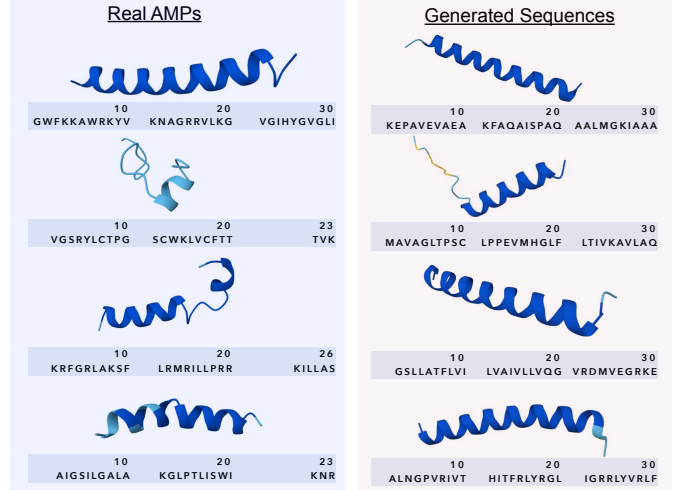 Real AMPs
10 20 30
GWFKKAWRKYV KNAGRRVLKG VGIHYGVGLI
10 20 23
VGSRYLCTPG SCWKLVCFTT TVK
10 20 26
KRFGRLAKSF LRMRILLPRR KILLAS
10 20 23
AIGSILGALA KGLPTLISWI KNR
Generated Sequences
10 20 30
KEPAVEVAEA KFAQAISPAQ AALMGKIAAA
10 20 30
MAVAGLTPSC LPPEVMHGLF LTIVKAVLAQ
10 20 30
GSLLATFLVI LVAIVLLVQG VRDMVEGRKE
10 20 30
ALNGPVRIVT HITFRLYRGL IGRRLYVRLF